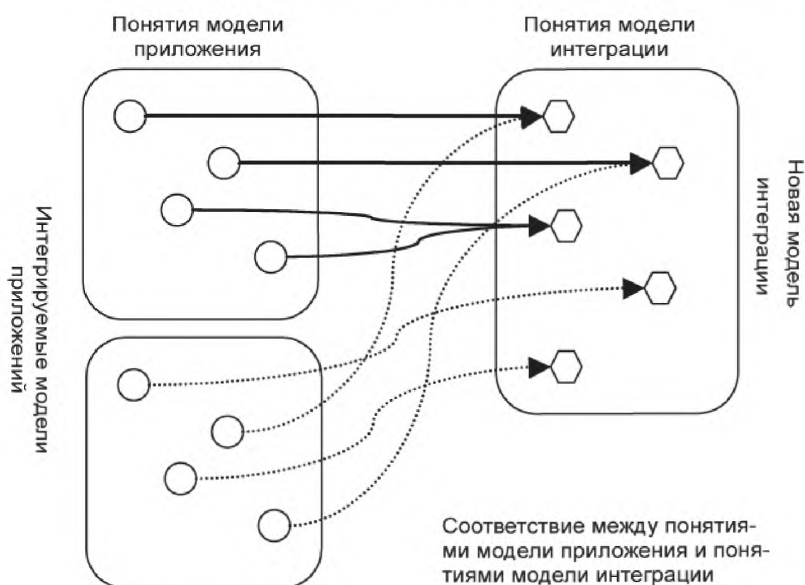 Понятия модели
приложения
Понятия модели
интеграции
Интегрируемые модели
приложений
Новая модель
интеграции
Соответствие между понятия-
ми модели приложения и поня-
тиями модели интеграции